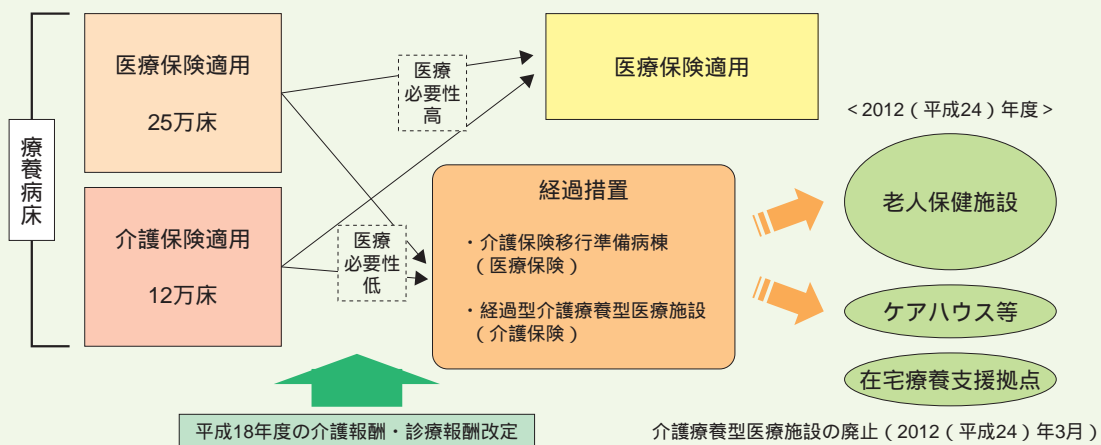 療養病床
医療保険適用
25万床
介護保険適用
12万床
医療
必要性
高
医療
必要性
低
医療保険適用
経過措置
・介護保険移行準備病棟
（医療保険）
・経過型介護療養型医療施設
（介護保険）
＜2012（平成24）年度＞
老人保健施設
ケアハウス等
在宅療養支援拠点
平成18年度の介護報酬・診療報酬改定
介護療養型医療施設の廃止（2012（平成24）年3月）